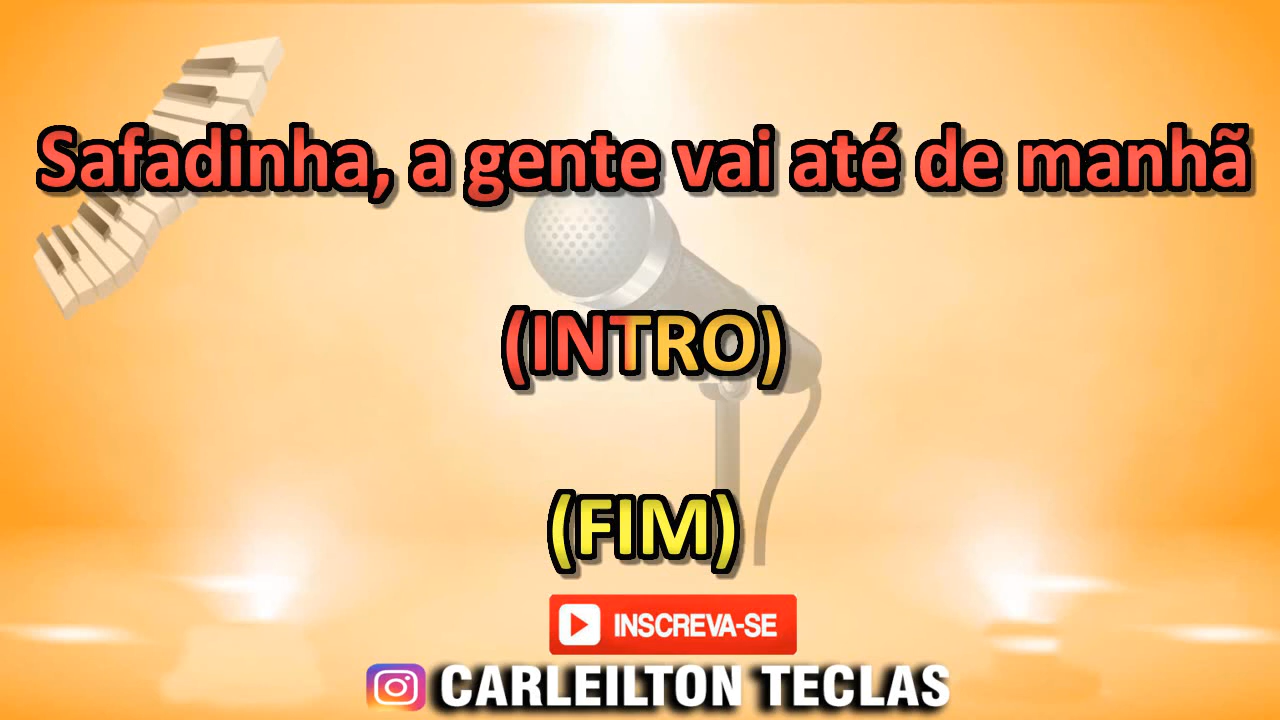 Safadinha, a gente vai até de manhã
(INTRO)
(FIM)
INSCREVA-SE
CARLEILTON TECLAS